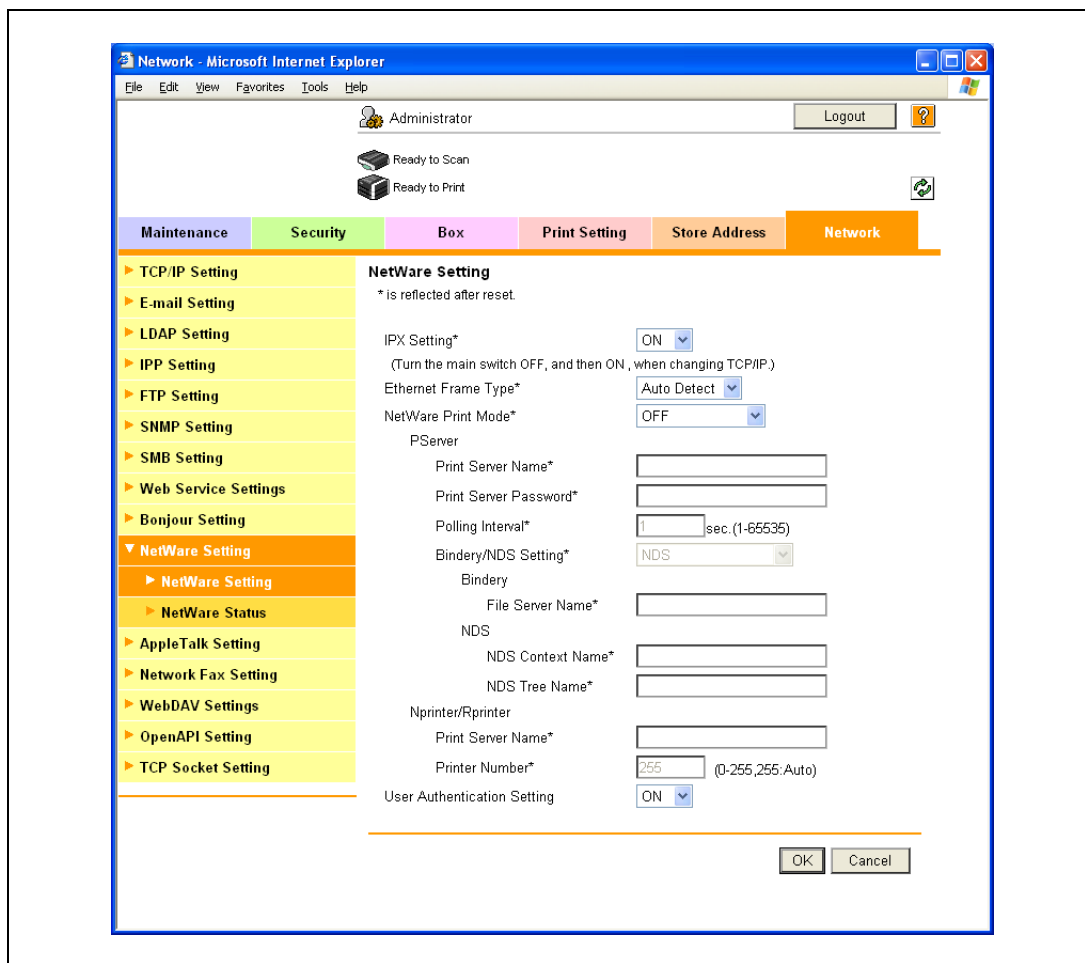 Network - Microsoft Internet Explorer
File Edit View Favorites Tools Help
Administrator
Logout
?
Ready to Scan
Ready to Print
Maintenance Security Box Print Setting Store Address Network
TCP/IP Setting
E-mail Setting
LDAP Setting
IPP Setting
FTP Setting
SNMP Setting
SMB Setting
Web Service Settings
Bonjour Setting
NetWare Setting
NetWare Setting
NetWare Status
AppleTalk Setting
Network Fax Setting
WebDAV Settings
OpenAPI Setting
TCP Socket Setting
NetWare Setting
* is reflected after reset.
IPX Setting* ON
(Turn the main switch OFF, and then ON , when changing TCP/IP.)
Ethernet Frame Type* Auto Detect
NetWare Print Mode* OFF
PServer
Print Server Name*
Print Server Password*
Polling Interval* 1 sec.(1-65535)
Bindery/NDS Setting* NDS
Bindery
File Server Name*
NDS
NDS Context Name*
NDS Tree Name*
Nprinter/Rprinter
Print Server Name*
Printer Number* 255 (0-255,255:Auto)
User Authentication Setting ON
OK Cancel